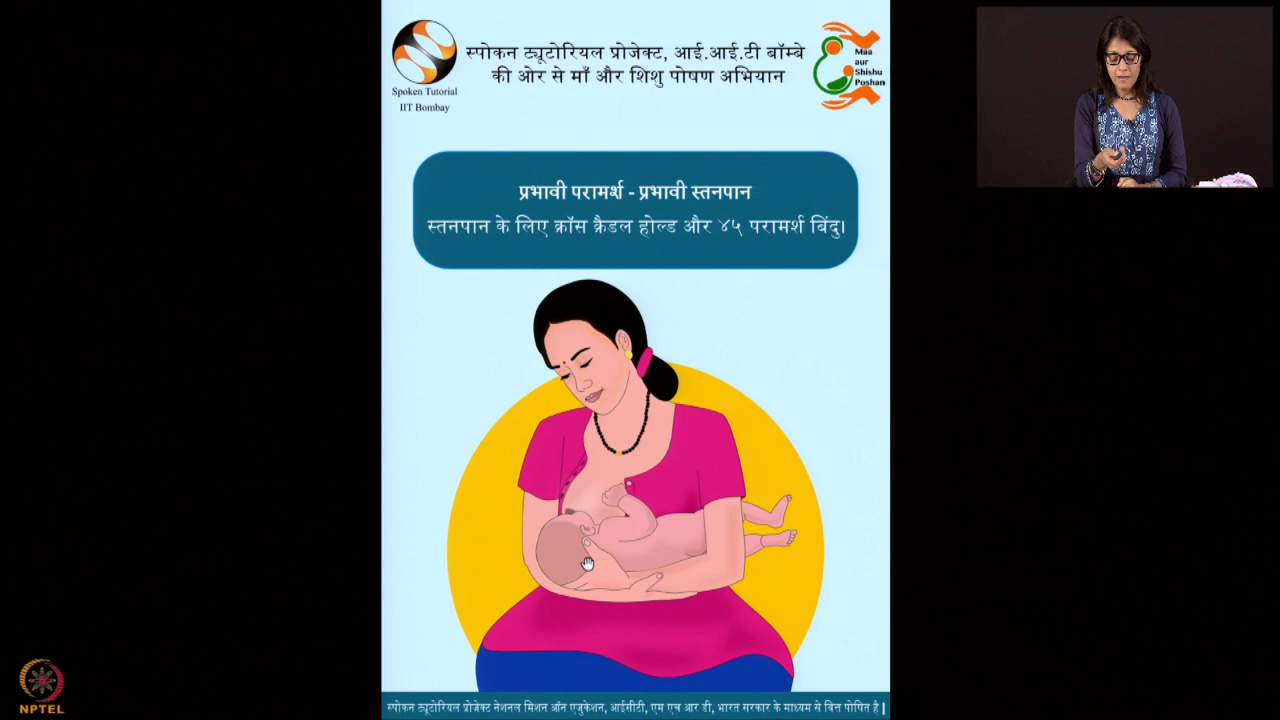 स्पोकन ट्यूटोरियल प्रोजेक्ट, आई.आई.टी बॉम्बे
की ओर से माँ और शिशु पोषण अभियान
Spoken Tutorial
IIT Bombay
Maa
aur
Shishu
Poshan
प्रभावी परामर्श - प्रभावी स्तनपान
स्तनपान के लिए क्रॉस क्रैडल होल्ड और ४५ परामर्श बिंदु।
स्पोकन ट्यूटोरियल प्रोजेक्ट नेशनल मिशन ऑन एजुकेशन, आईसीटी, एम एच आर डी, भारत सरकार के माध्यम से वित्त पोषित है |
NPTEL